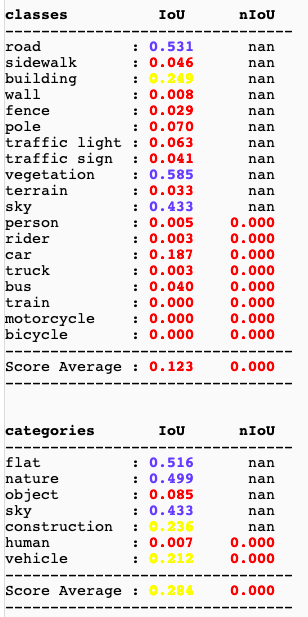 classes IoU nIoU
--------------------------------
road : 0.531 nan
sidewalk : 0.046 nan
building : 0.249 nan
wall : 0.008 nan
fence : 0.029 nan
pole : 0.070 nan
traffic light : 0.063 nan
traffic sign : 0.041 nan
vegetation : 0.585 nan
terrain : 0.033 nan
sky : 0.433 nan
person : 0.005 0.000
rider : 0.003 0.000
car : 0.187 0.000
truck : 0.003 0.000
bus : 0.040 0.000
train : 0.000 0.000
motorcycle : 0.000 0.000
bicycle : 0.000 0.000
--------------------------------
Score Average : 0.123 0.000
--------------------------------
categories IoU nIoU
--------------------------------
flat : 0.516 nan
nature : 0.499 nan
object : 0.085 nan
sky : 0.433 nan
construction : 0.236 nan
human : 0.007 0.000
vehicle : 0.212 0.000
--------------------------------
Score Average : 0.284 0.000
--------------------------------